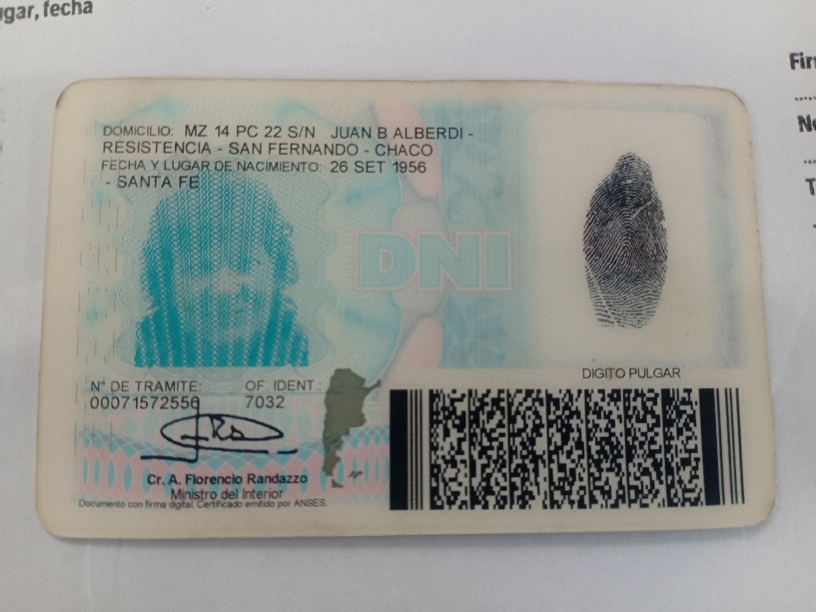 ugar, fecha
Fir
DOMICILIO: MZ 14 PC 22 S/N JUAN B ALBERDI -
RESISTENCIA - SAN FERNANDO - CHACO
FECHA Y LUGAR DE NACIMIENTO: 26 SET 1956
- SANTA FE
DNI
DIGITO PULGAR
N° DE TRAMITE: OF. IDENT.:
00071572556 7032
Cr. A. Florencio Randazzo
Ministro del Interior
Documento con firma digital. Certificado emitido por ANSES.